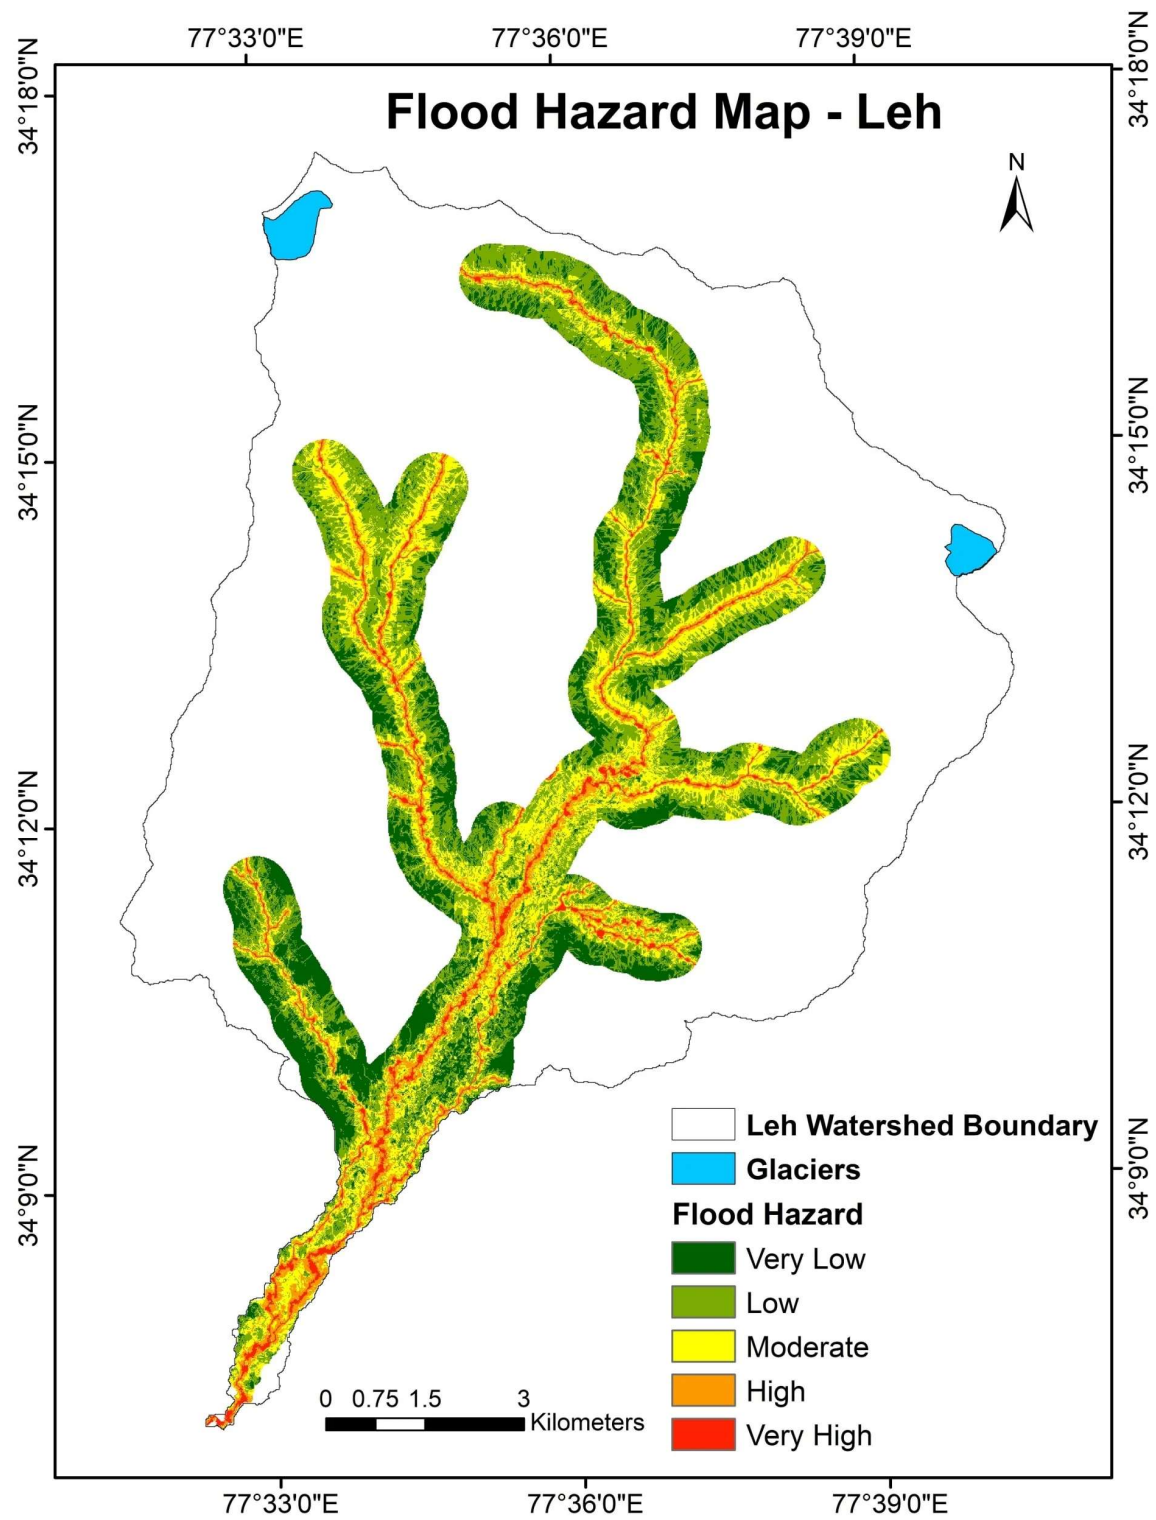 77°33'0"E 77°36'0"E 77°39'0"E
34°18'0"N
34°18'0"N
Flood Hazard Map - Leh
N
34°15'0"N
34°15'0"N
34°12'0"N
34°12'0"N
34°9'0"N
34°9'0"N
Leh Watershed Boundary
Glaciers
Flood Hazard
Very Low
Low
Moderate
High
Very High
0 0.75 1.5 3
Kilometers
77°33'0"E 77°36'0"E 77°39'0"E